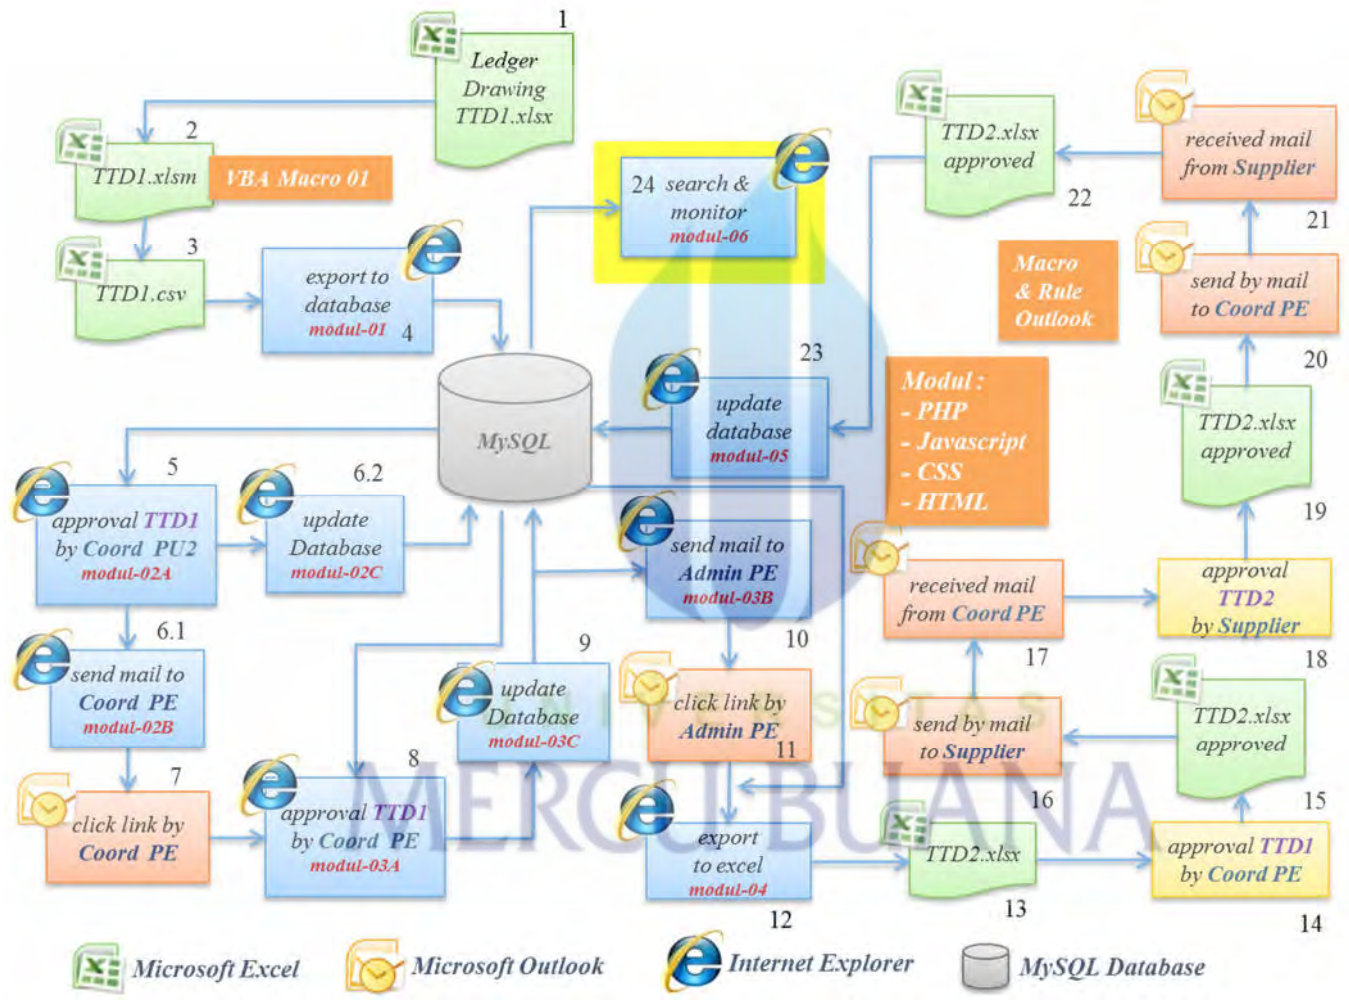 1
Ledger
Drawing
TTD1.xlsx
2
TTD1.xlsm
VBA Macro 01
3
TTD1.csv
export to
database
modul-01
4
24 search &
monitor
modul-06
TTD2.xlsx
approved
22
received mail
from Supplier
21
Macro
& Rule
Outlook
send by mail
to Coord PE
20
23
update
database
modul-05
Modul :
- PHP
- Javascript
- CSS
- HTML
TTD2.xlsx
approved
19
MySQL
5
approval TTD1
by Coord PU2
modul-02A
6.2
update
Database
modul-02C
send mail to
Admin PE
modul-03B
10
received mail
from Coord PE
17
approval
TTD2
by Supplier
18
6.1
send mail to
Coord PE
modul-02B
9
update
Database
modul-03C
click link by
Admin PE
11
send by mail
to Supplier
16
TTD2.xlsx
approved
15
UNIVERSITAS
MERCU BUANA
7
click link by
Coord PE
8
approval TTD1
by Coord PE
modul-03A
export
to excel
modul-04
12
TTD2.xlsx
13
approval TTD1
by Coord PE
14
Microsoft Excel
Microsoft Outlook
Internet Explorer
MySQL Database